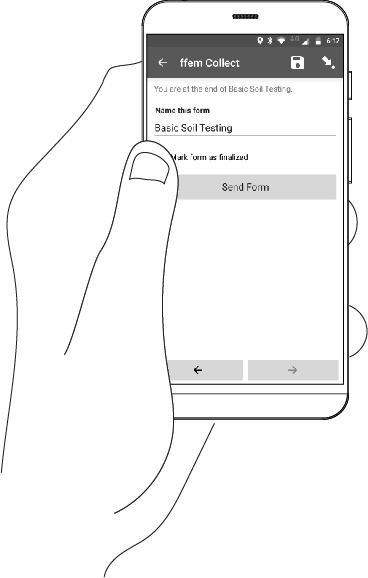 4G 6:17
ffem Collect
You are at the end of Basic Soil Testing.
Name this form
Basic Soil Testing
Mark form as finalized
Send Form